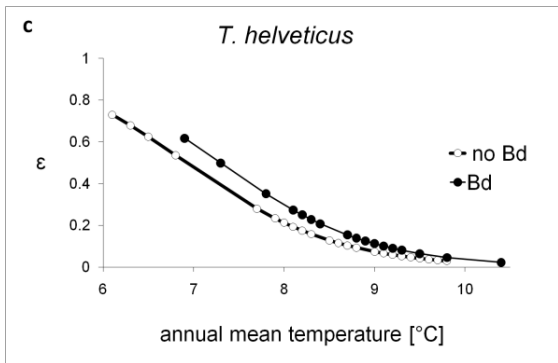 c
T. helveticus
1
0.8
0.6
0.4
0.2
0
ε
no Bd
Bd
6 7 8 9 10
annual mean temperature [°C]